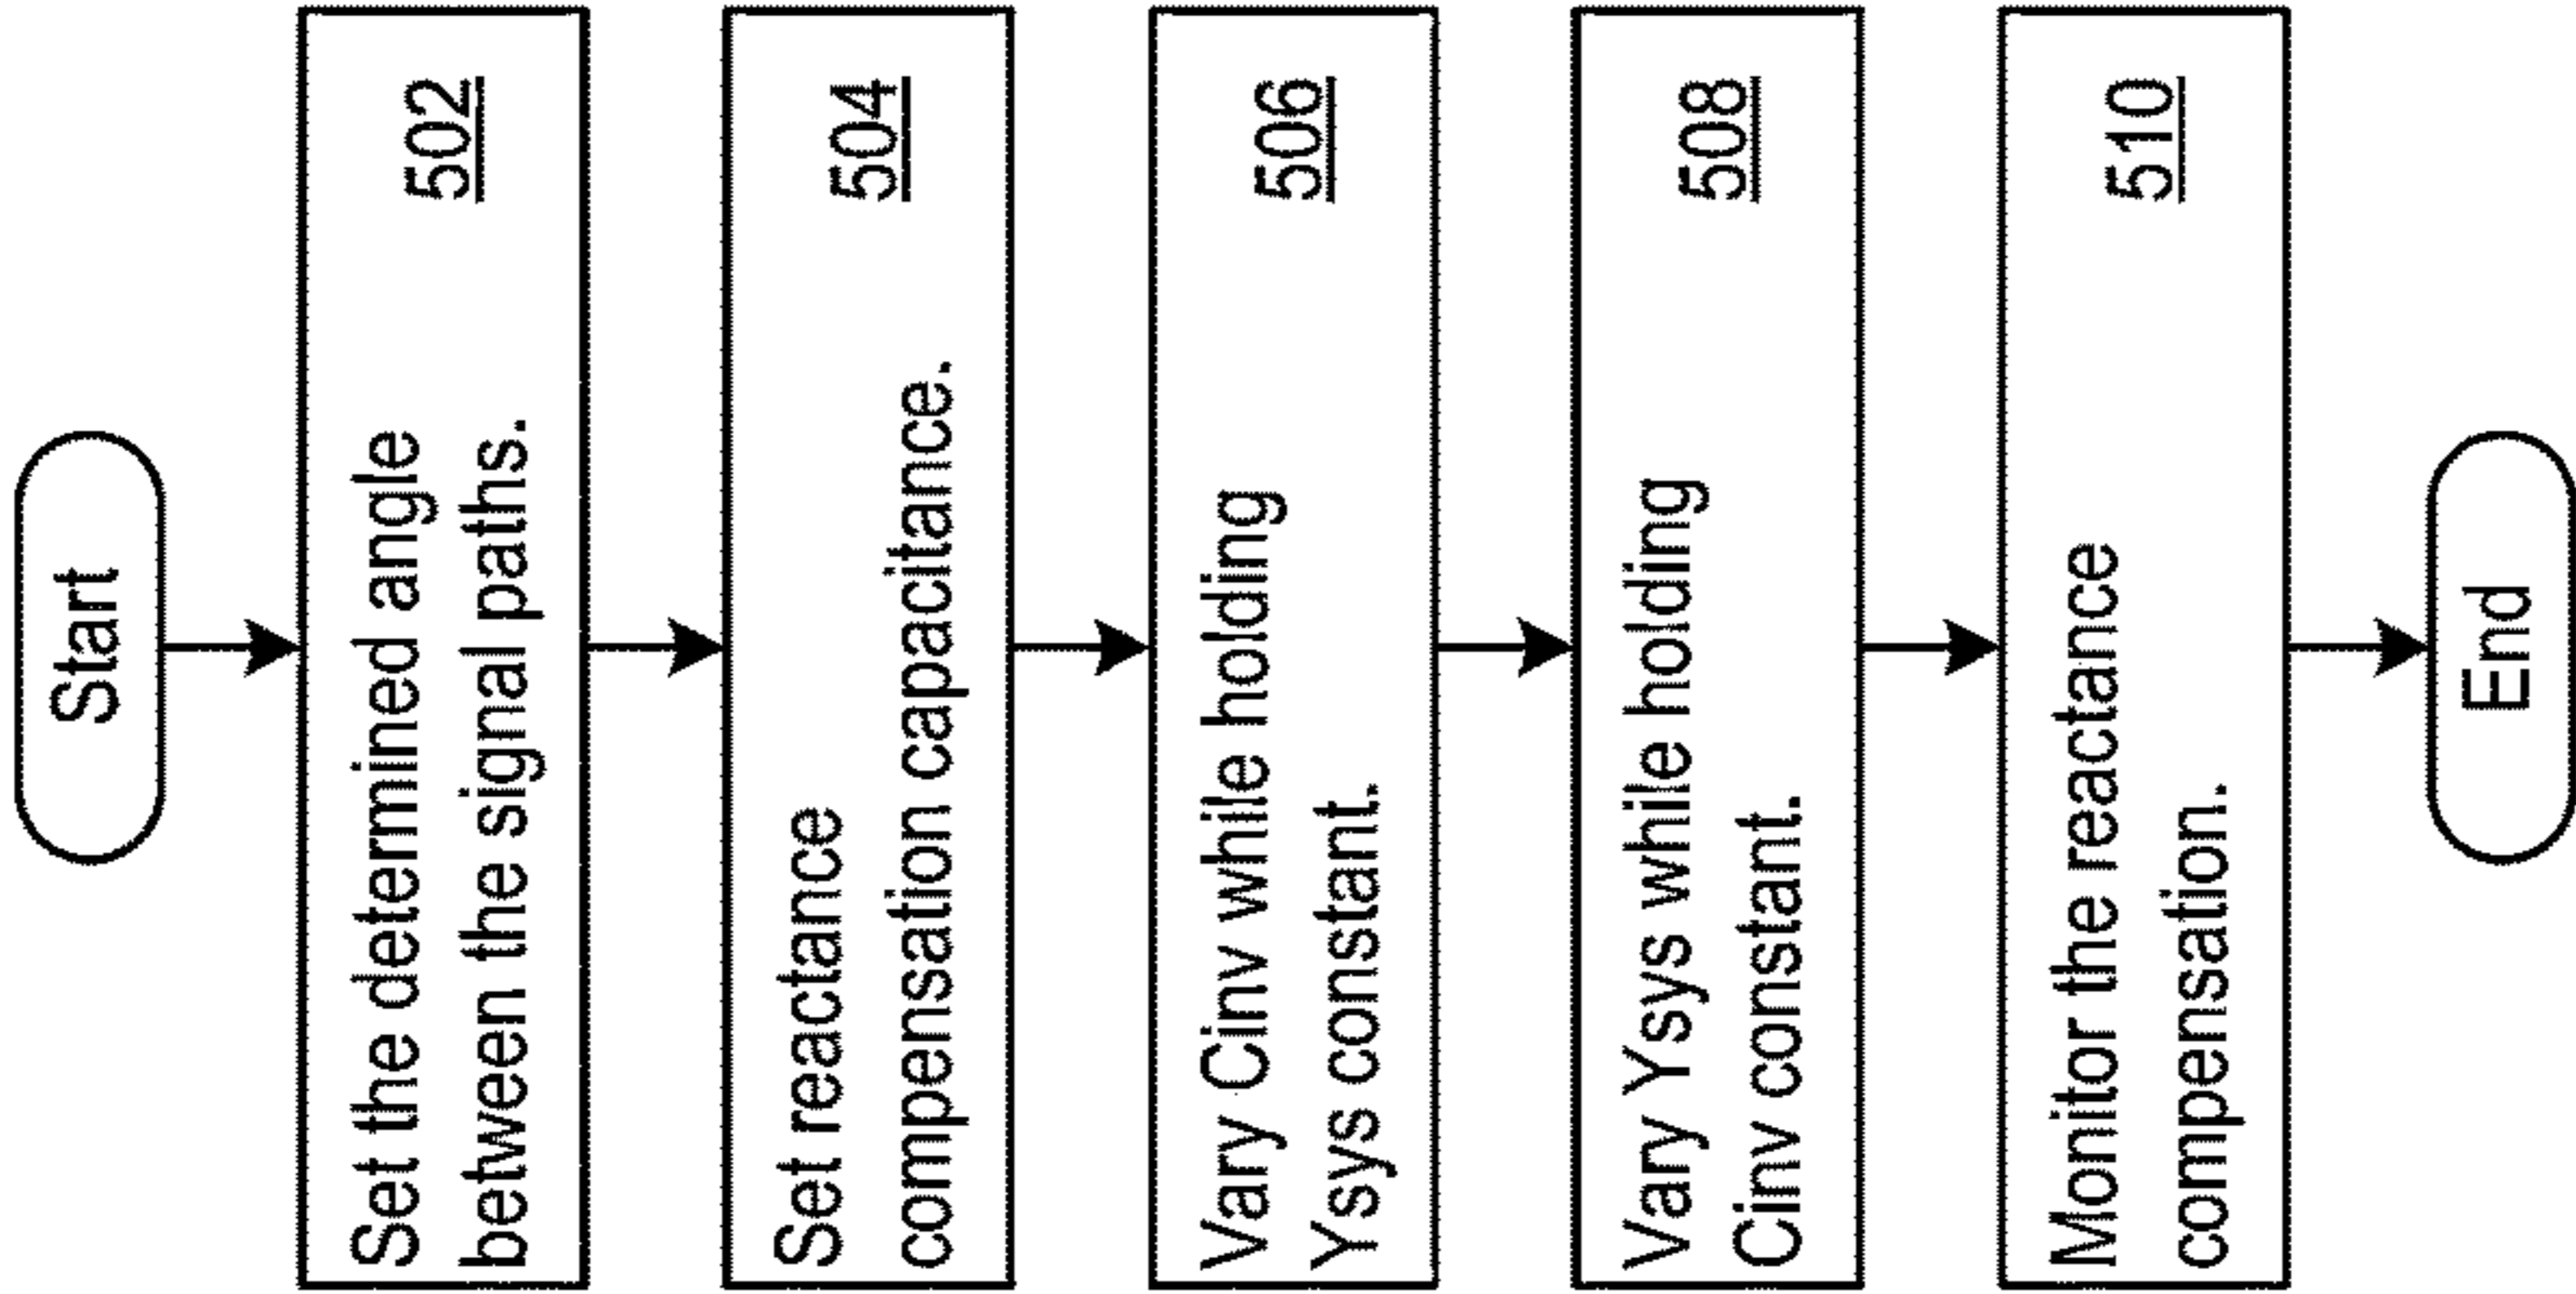 Start
Set the determined angle
between the signal paths.
502
Set reactance
compensation capacitance.
504
Vary Cinv while holding
Ysys constant.
506
Vary Ysys while holding
Cinv constant.
508
Monitor the reactance
compensation.
510
End